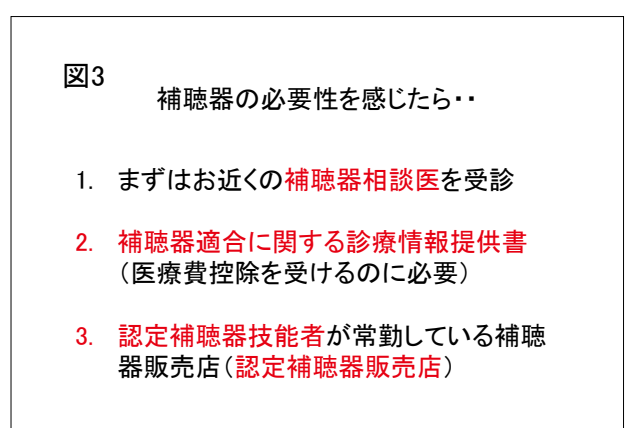 図3
補聴器の必要性を感じたら・・
1. まずはお近くの補聴器相談医を受診
2. 補聴器適合に関する診療情報提供書
（医療費控除を受けるのに必要）
3. 認定補聴器技能者が常勤している補聴
器販売店（認定補聴器販売店）